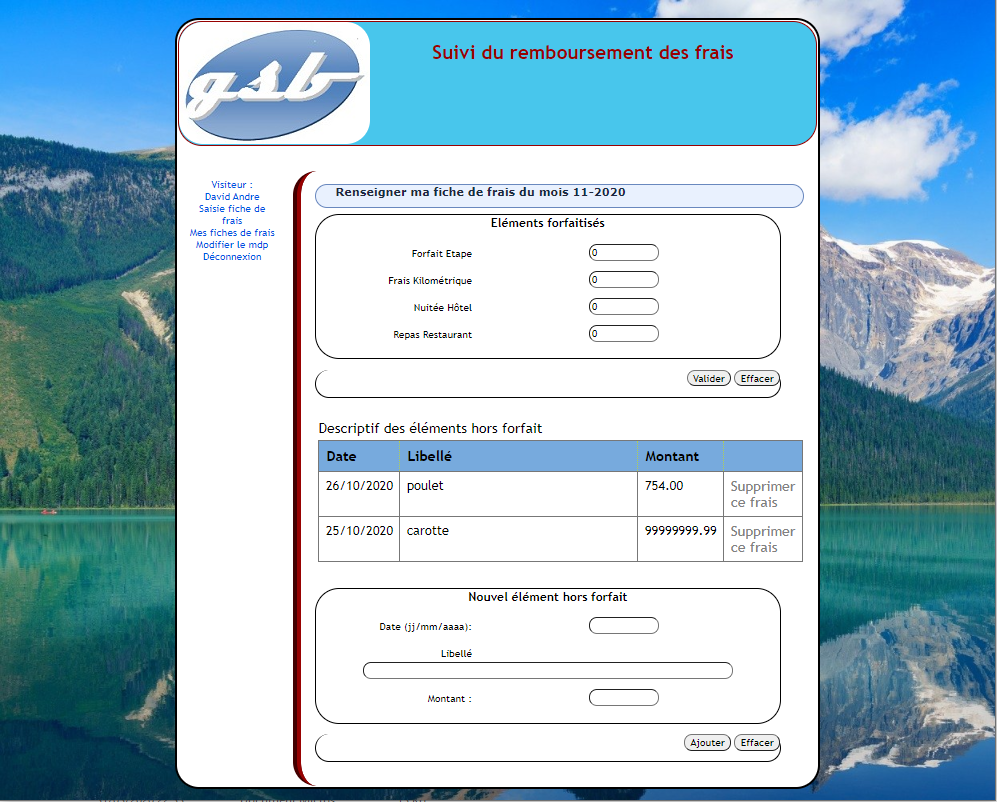 gsb
Suivi du remboursement des frais
Visiteur :
David Andre
Saisie fiche de
frais
Mes fiches de frais
Modifier le mdp
Déconnexion
Renseigner ma fiche de frais du mois 11-2020
Eléments forfaitisés
Forfait Etape 0
Frais Kilométrique 0
Nuitée Hôtel 0
Repas Restaurant 0
Valider Effacer
Descriptif des éléments hors forfait
Date Libellé Montant
26/10/2020 poulet 754.00 Supprimer
ce frais
25/10/2020 carotte 99999999.99 Supprimer
ce frais
Nouvel élément hors forfait
Date (jj/mm/aaaa):
Libellé
Montant :
Ajouter Effacer